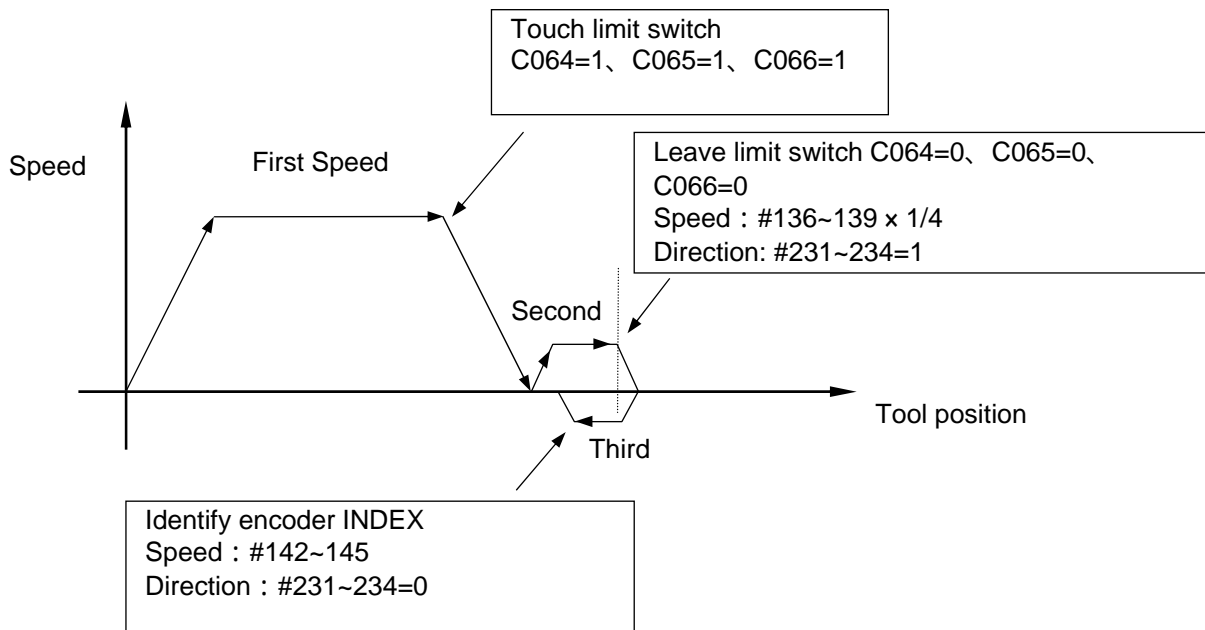 Touch limit switch
C064=1、C065=1、C066=1
Speed
First Speed
Leave limit switch C064=0、C065=0、
C066=0
Speed：#136~139 x 1/4
Direction: #231~234=1
Second
Tool position
Third
Identify encoder INDEX
Speed：#142~145
Direction：#231~234=0